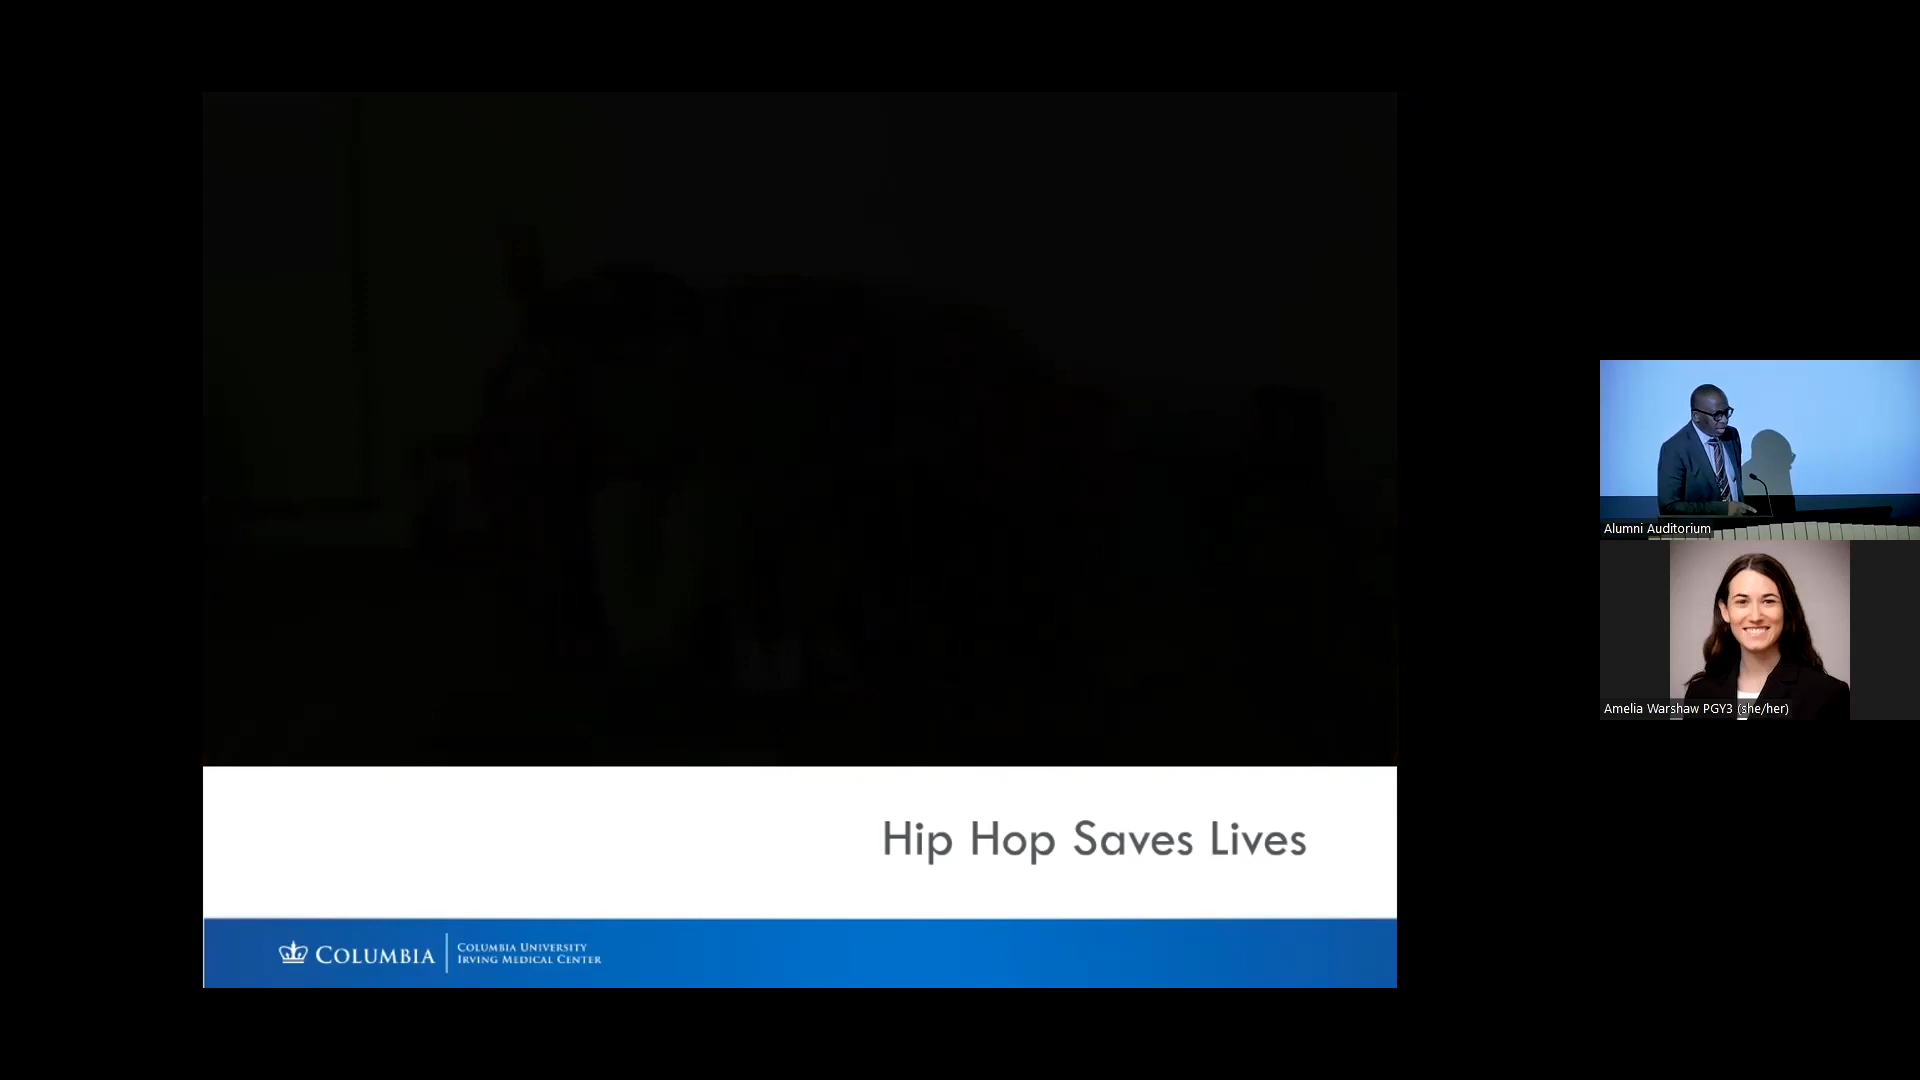 Hip Hop Saves Lives
COLUMBIA
COLUMBIA UNIVERSITY
IRVING MEDICAL CENTER
Alumni Auditorium
Amelia Warshaw PGY3 (she/her)